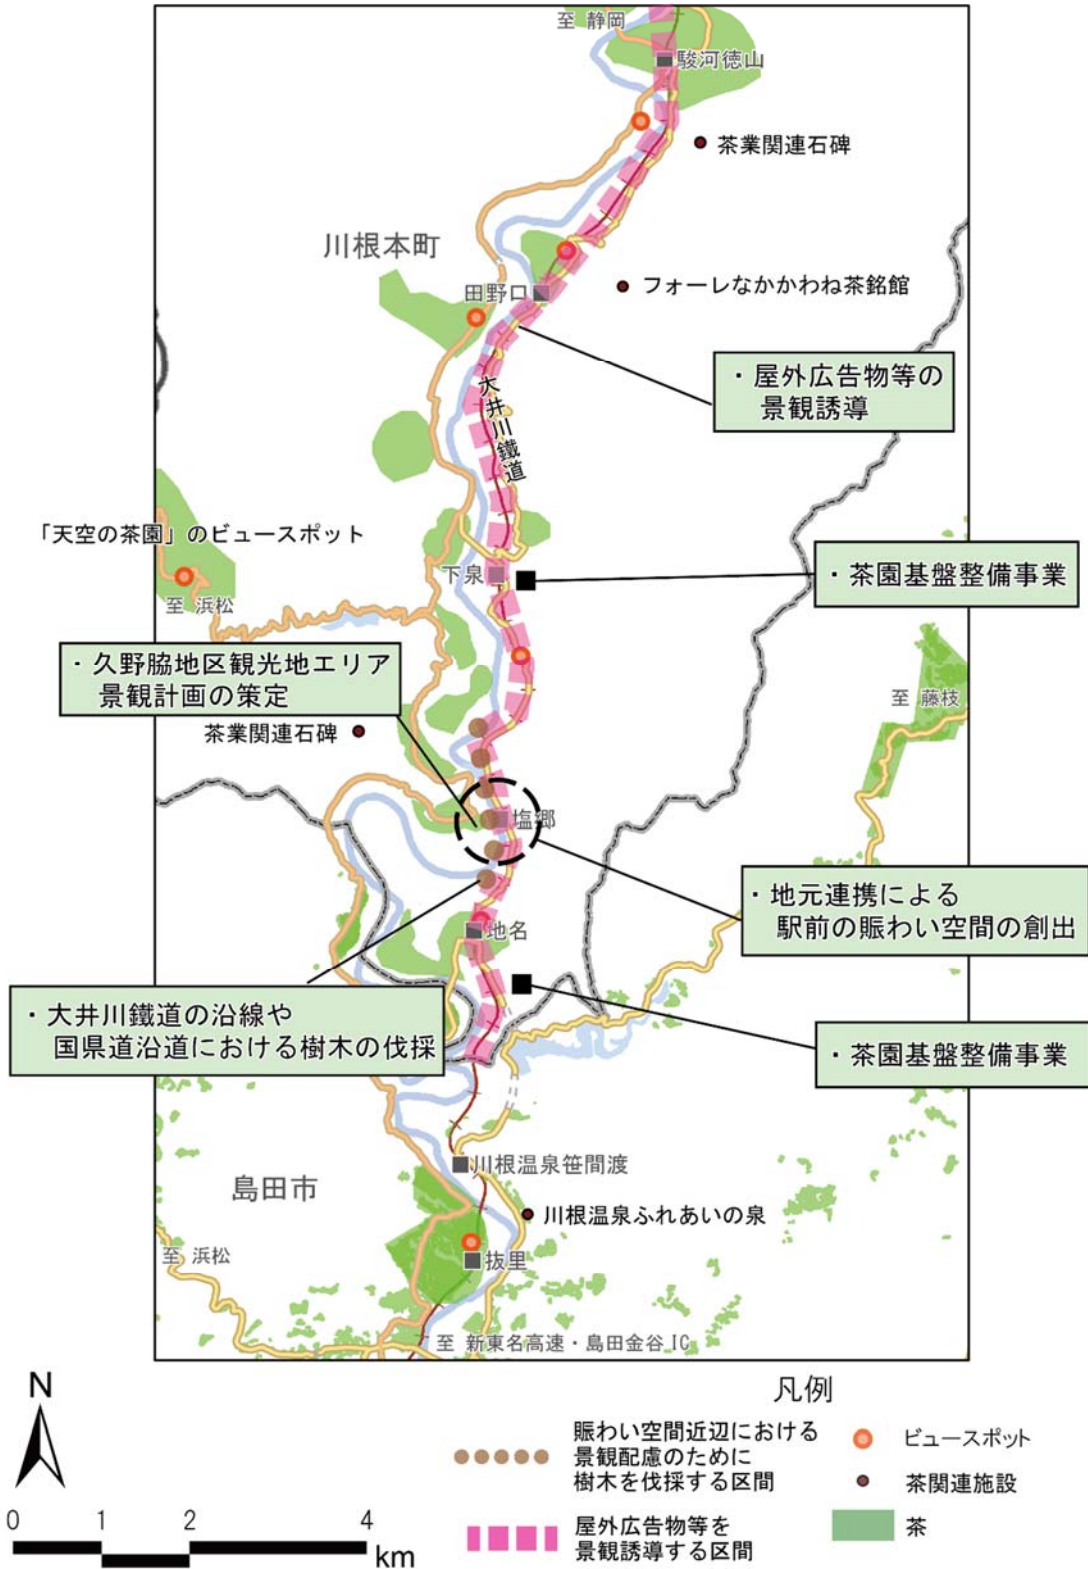 至 静岡
駿河徳山
茶業関連石碑
川根本町
田野口
フォーレなかかわね茶銘館
・屋外広告物等の
景観誘導
大井川鐵道
「天空の茶園」のビュースポット
下泉
・茶園基盤整備事業
至 浜松
・久野脇地区観光地エリア
景観計画の策定
至 藤枝
茶業関連石碑
塩郷
・地元連携による
駅前の賑わい空間の創出
地名
・大井川鐵道の沿線や
国県道沿道における樹木の伐採
・茶園基盤整備事業
川根温泉笹間渡
島田市
川根温泉ふれあいの泉
至 浜松
抜里
至 新東名高速・島田金谷IC
N
0 1 2 4
km
凡例
賑わい空間近辺における
景観配慮のために
樹木を伐採する区間
屋外広告物等を
景観誘導する区間
ビュースポット
茶関連施設
茶